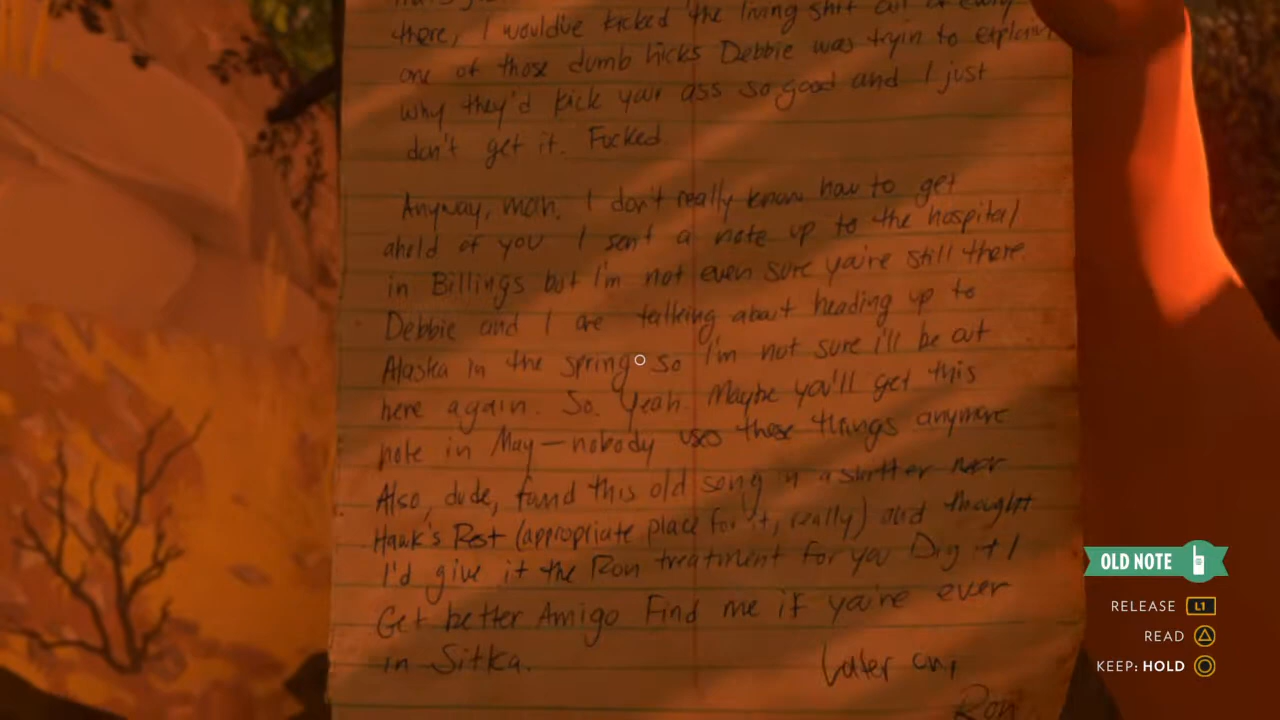 there, I would've kicked the living shit out of every
one of those dumb hicks Debbie was tryin to explain
why they'd kick your ass so good and I just
don't get it. Fucked
Anyway, man, I don't really know how to get
ahold of you I sent a note up to the hospital
in Billings but I'm not even sure you're still there
Debbie and I are talking about heading up to
Alaska in the spring so I'm not sure i'll be out
here again. So. Yeah. Maybe you'll get this
note in May—nobody uses these things anymore
Also, dude, found this old song in a shitter near
Hawk's Rest (appropriate place for it, really) and thought
I'd give it the Ron treatment for you Dig it!
Get better Amigo Find me if you're ever
in Sitka.
Later on,
Ron
OLD NOTE
RELEASE L1
READ
KEEP: HOLD